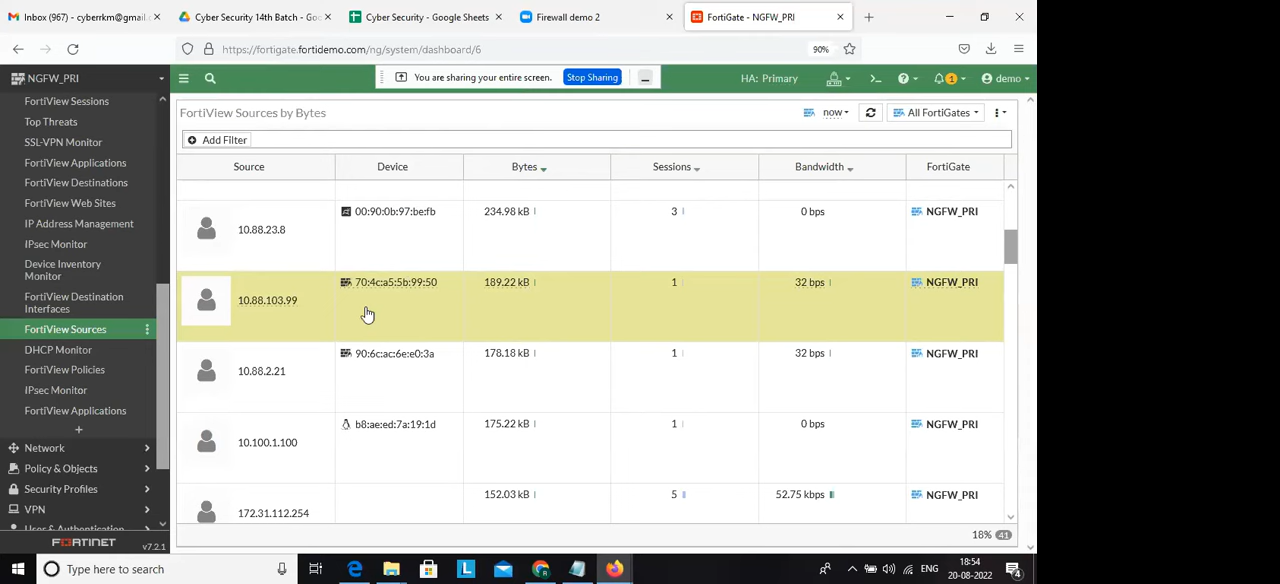 Inbox (967) - cyberrkm@gmail.c
Cyber Security 14th Batch - Goo
Cyber Security - Google Sheets
Firewall demo 2
FortiGate - NGFW_PRI
https://fortigate.fortidemo.com/ng/system/dashboard/6
90%
NGFW_PRI
You are sharing your entire screen.
Stop Sharing
HA: Primary
1
demo
FortiView Sessions
Top Threats
SSL-VPN Monitor
FortiView Applications
FortiView Destinations
FortiView Web Sites
IP Address Management
IPsec Monitor
Device Inventory
Monitor
FortiView Destination
Interfaces
FortiView Sources
DHCP Monitor
FortiView Policies
IPsec Monitor
FortiView Applications
Network
Policy & Objects
Security Profiles
VPN
User & Authentication
FORTINET
v7.2.1
FortiView Sources by Bytes
now
All FortiGates
Add Filter
Source Device Bytes Sessions Bandwidth FortiGate
10.88.23.8 00:90:0b:97:be:fb 234.98 kB 3 0 bps NGFW_PRI
10.88.103.99 70:4c:a5:5b:99:50 189.22 kB 1 32 bps NGFW_PRI
10.88.2.21 90:6c:ac:6e:e0:3a 178.18 kB 1 32 bps NGFW_PRI
10.100.1.100 b8:ae:ed:7a:19:1d 175.22 kB 1 0 bps NGFW_PRI
172.31.112.254 152.03 kB 5 52.75 kbps NGFW_PRI
18% 41
Type here to search
ENG
18:54
20-08-2022
4